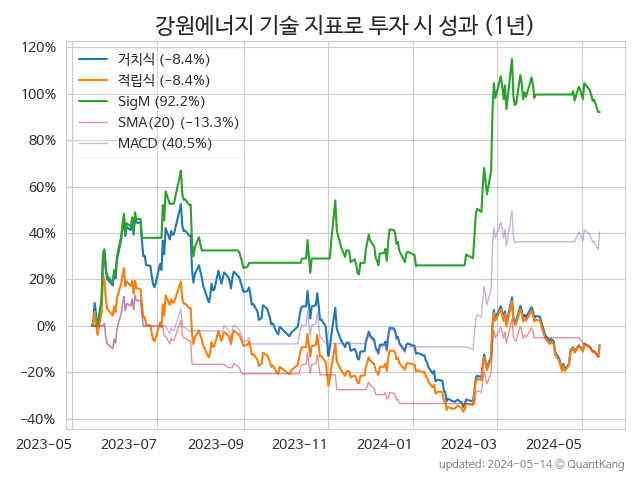 강원에너지 기술 지표로 투자 시 성과 (1년)
120%
100%
80%
60%
40%
20%
0%
−20%
−40%
거치식 (−8.4%)
적립식 (−8.4%)
SigM (92.2%)
SMA(20) (−13.3%)
MACD (40.5%)
2023-05
2023-07
2023-09
2023-11
2024-01
2024-03
2024-05
updated: 2024-05-14 ⓒ QuantKang